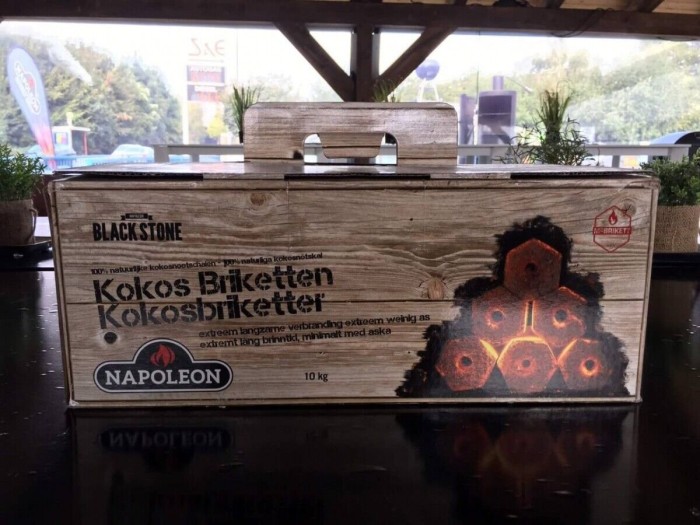 BLACKSTONE
100% natuurlijke kokosnootschalen - 100% naturliga kokosnötskal
Kokos Briketten
Kokosbriketter
extreem langzame verbranding extreem weinig as
extremt lång brinntid, minimalt med aska
NAPOLEON
10 kg